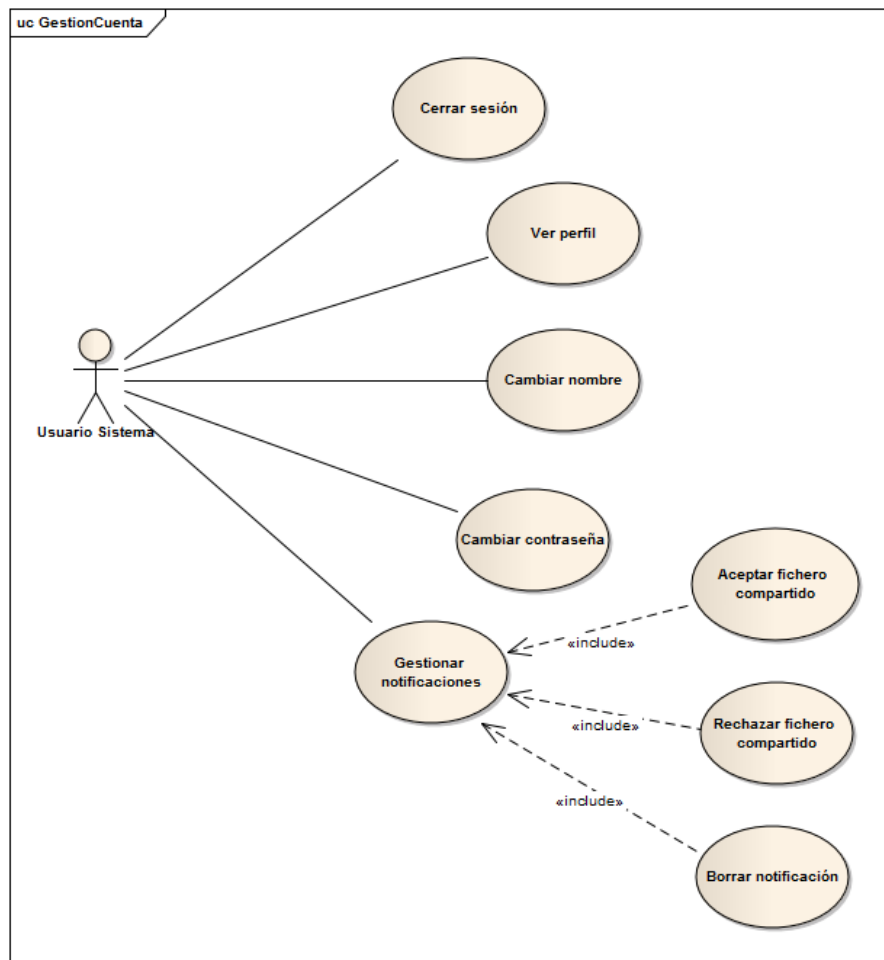 uc GestionCuenta
Cerrar sesión
Ver perfil
Cambiar nombre
Usuario Sistema
Cambiar contraseña
Aceptar fichero
compartido
«include»
Gestionar
notificaciones
Rechazar fichero
compartido
«include»
«include»
Borrar notificación